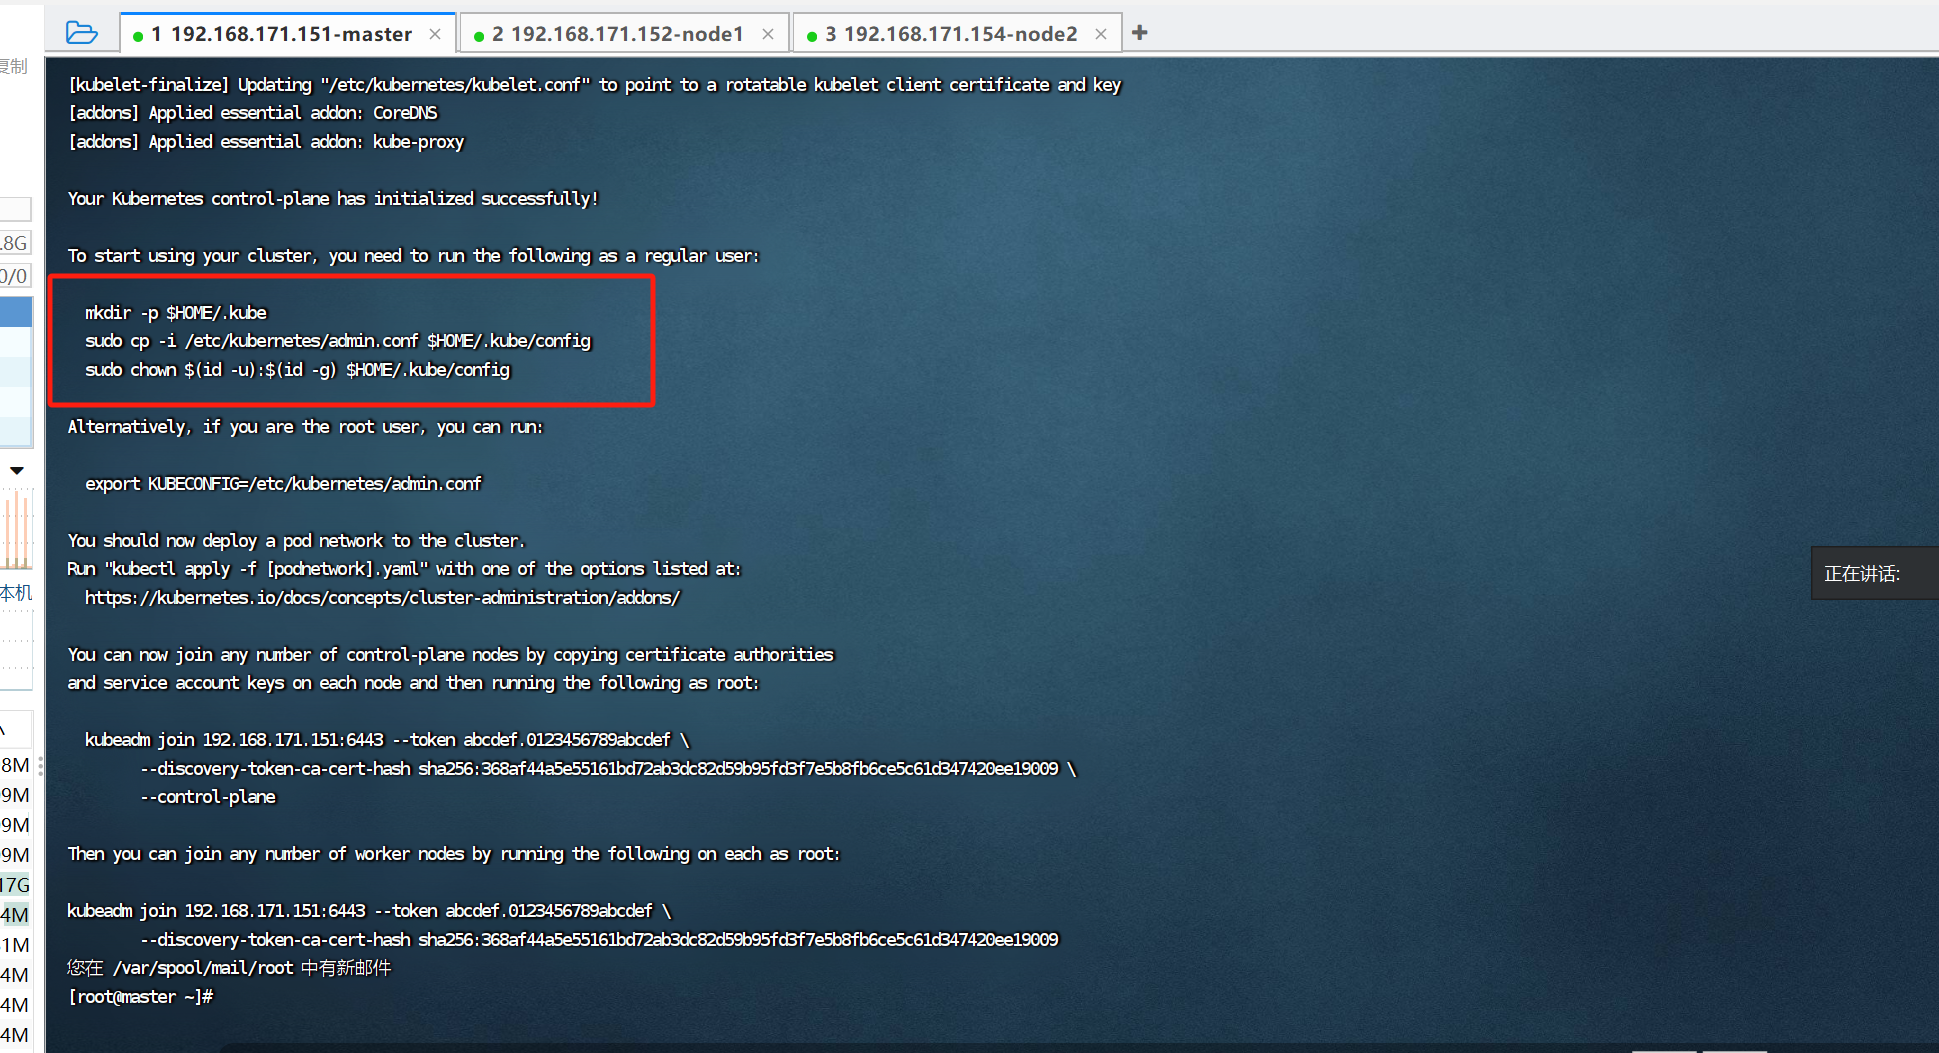 1 192.168.171.151-master ×
2 192.168.171.152-node1 ×
3 192.168.171.154-node2 ×
+
复制
[kubelet-finalize] Updating "/etc/kubernetes/kubelet.conf" to point to a rotatable kubelet client certificate and key
[addons] Applied essential addon: CoreDNS
[addons] Applied essential addon: kube-proxy
Your Kubernetes control-plane has initialized successfully!
To start using your cluster, you need to run the following as a regular user:
.8G
0/0
mkdir -p $HOME/.kube
sudo cp -i /etc/kubernetes/admin.conf $HOME/.kube/config
sudo chown $(id -u):$(id -g) $HOME/.kube/config
Alternatively, if you are the root user, you can run:
export KUBECONFIG=/etc/kubernetes/admin.conf
You should now deploy a pod network to the cluster.
Run "kubectl apply -f [podnetwork].yaml" with one of the options listed at:
https://kubernetes.io/docs/concepts/cluster-administration/addons/
正在讲话:
本机
You can now join any number of control-plane nodes by copying certificate authorities
and service account keys on each node and then running the following as root:
kubeadm join 192.168.171.151:6443 --token abcdef.0123456789abcdef \
--discovery-token-ca-cert-hash sha256:368af44a5e55161bd72ab3dc82d59b95fd3f7e5b8fb6ce5c61d347420ee19009 \
--control-plane
Then you can join any number of worker nodes by running the following on each as root:
kubeadm join 192.168.171.151:6443 --token abcdef.0123456789abcdef \
--discovery-token-ca-cert-hash sha256:368af44a5e55161bd72ab3dc82d59b95fd3f7e5b8fb6ce5c61d347420ee19009
您在 /var/spool/mail/root 中有新邮件
[root@master ~]#
8M
9M
9M
9M
17G
4M
1M
4M
4M
4M